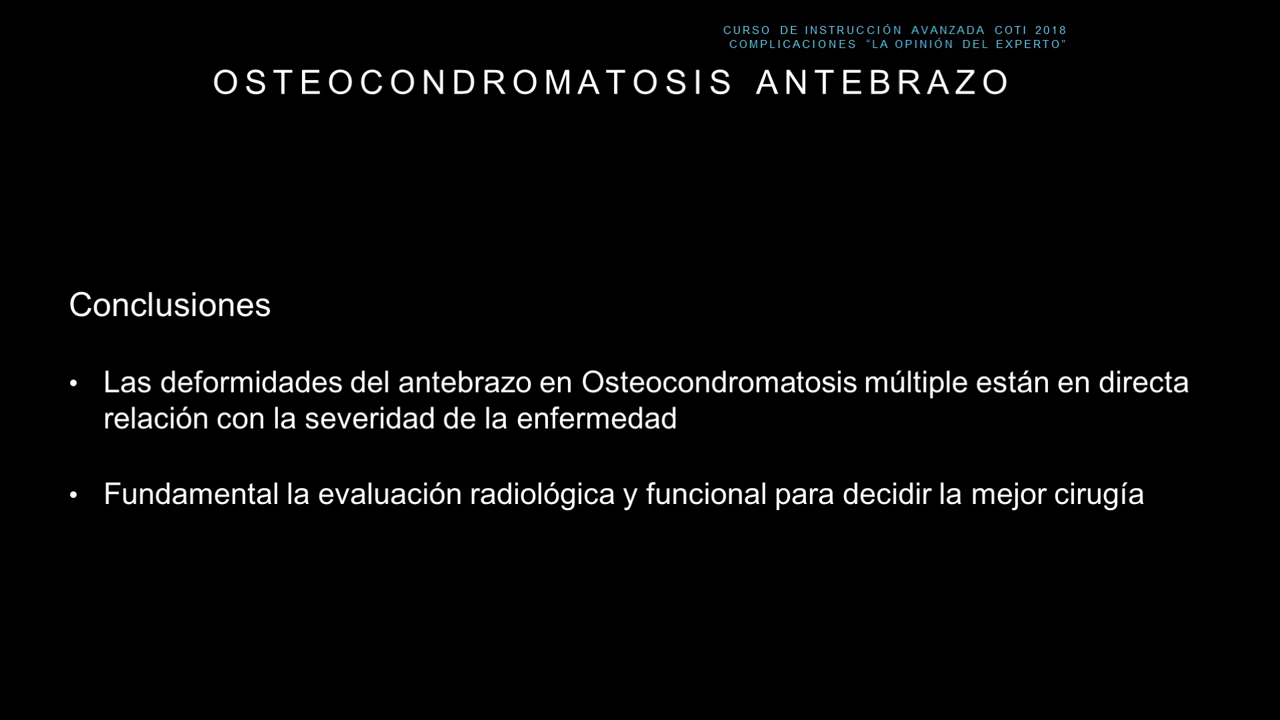 CURSO DE INSTRUCCIÓN AVANZADA COTI 2018
COMPLICACIONES “LA OPINIÓN DEL EXPERTO”
OSTEOCONDROMATOSIS ANTEBRAZO
Conclusiones
• Las deformidades del antebrazo en Osteocondromatosis múltiple están en directa
relación con la severidad de la enfermedad
• Fundamental la evaluación radiológica y funcional para decidir la mejor cirugía